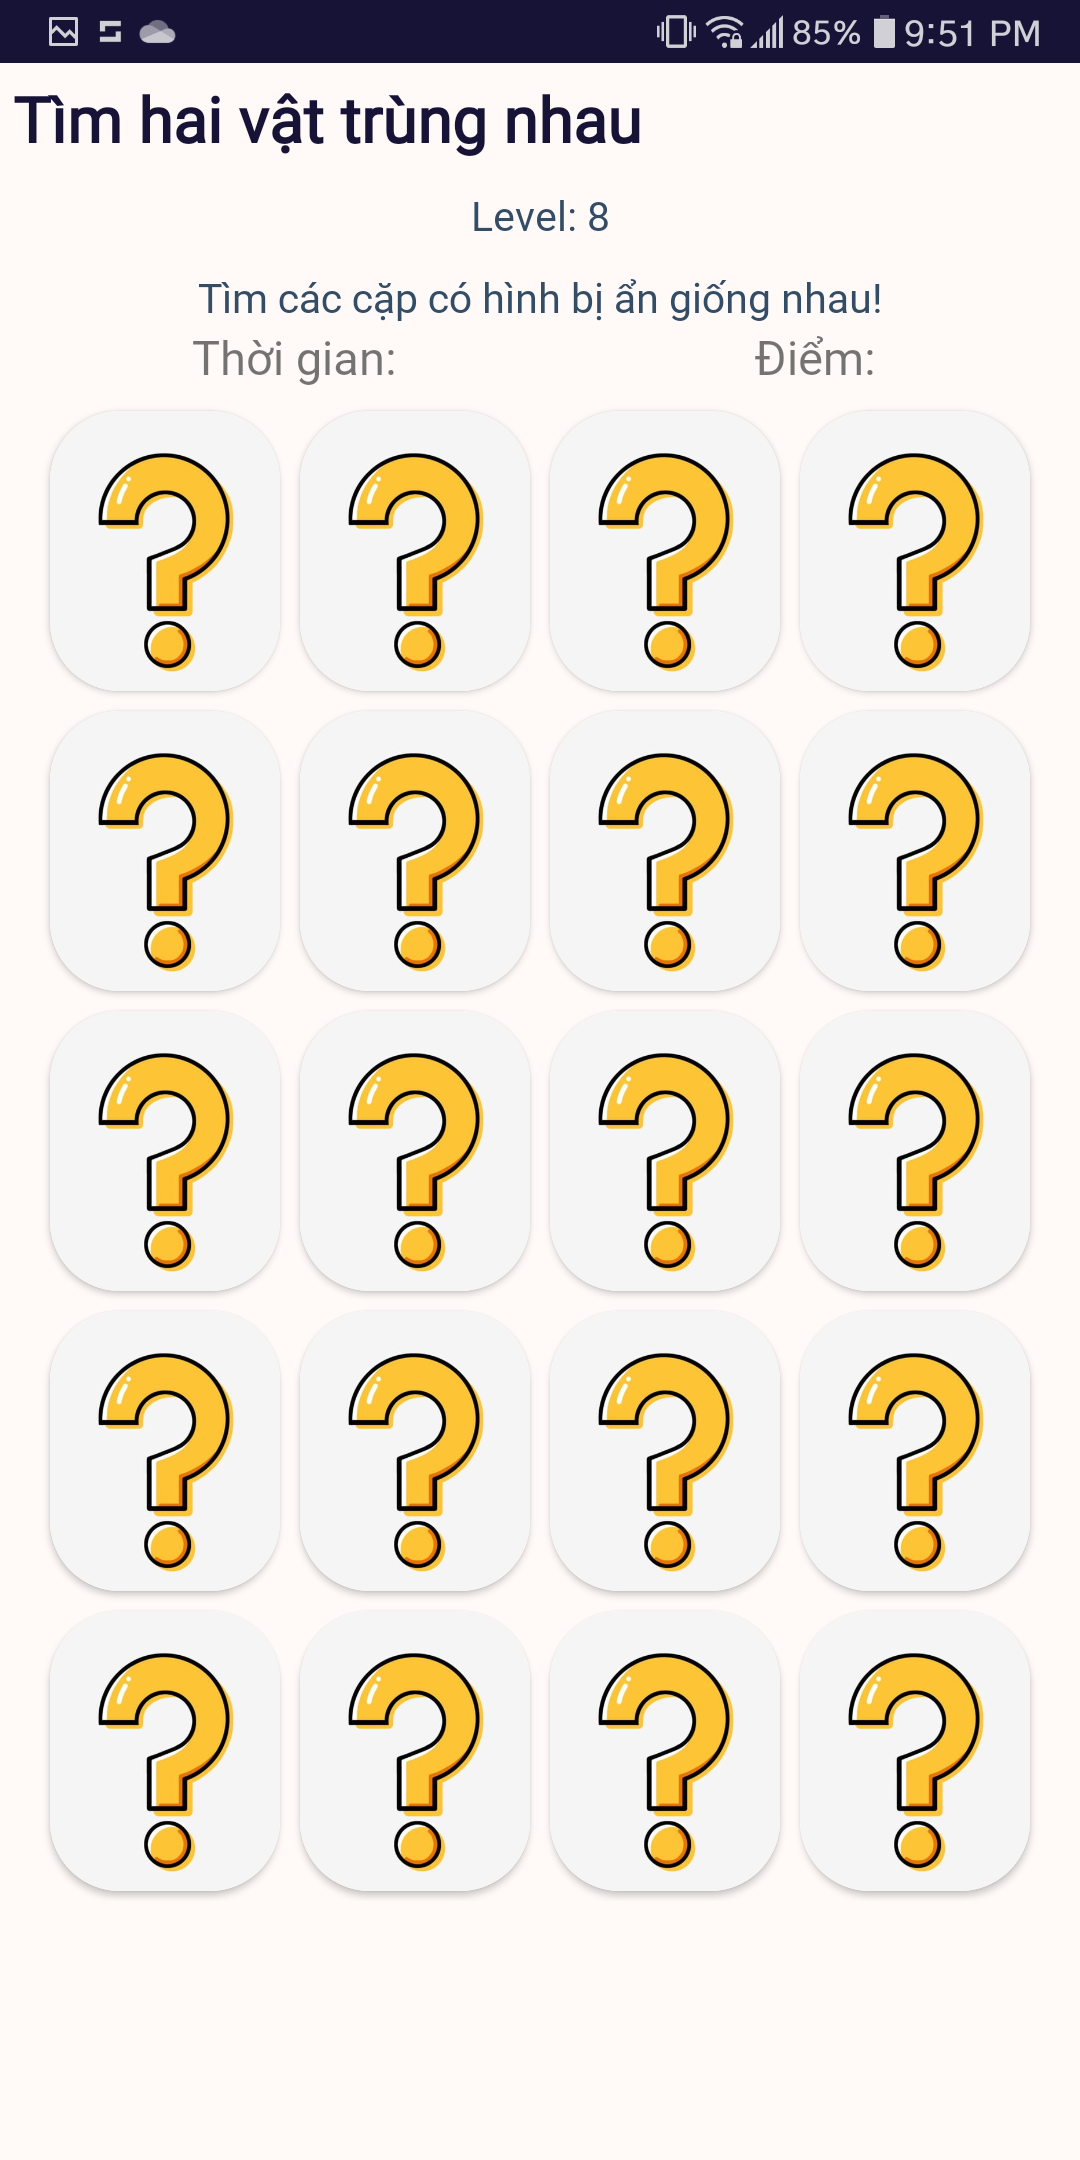 85% 9:51 PM
Tìm hai vật trùng nhau
Level: 8
Tìm các cặp có hình bị ẩn giống nhau!
Thời gian: Điểm: